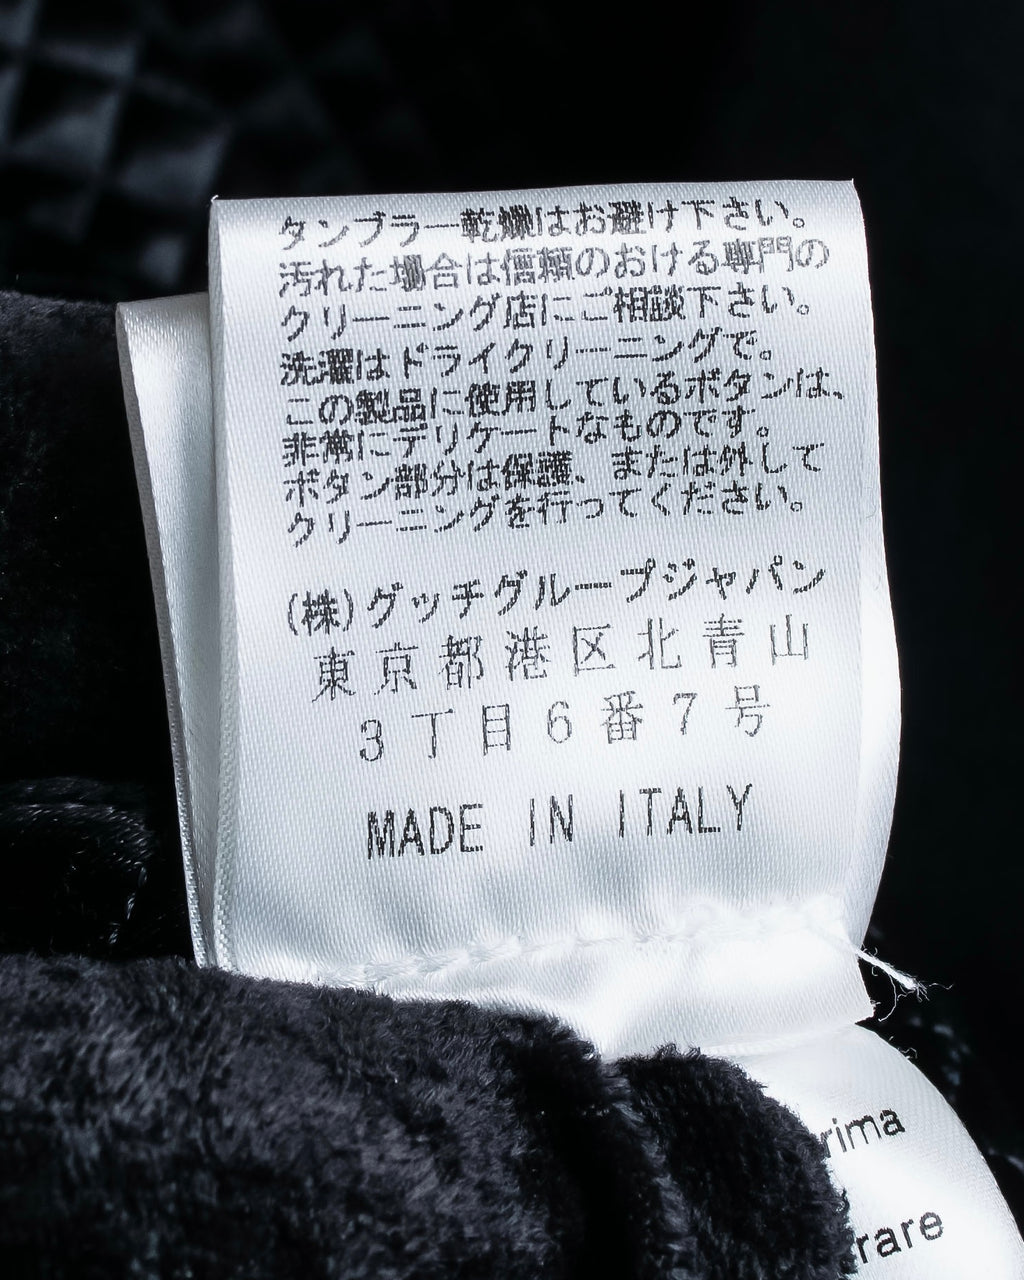 タンブラー乾燥はお避け下さい。
汚れた場合は信頼のおける専門の
クリーニング店にご相談下さい。
洗濯はドライクリーニングで。
この製品に使用しているボタンは、
非常にデリケートなものです。
ボタン部分は保護、または外して
クリーニングを行ってください。
(株)グッチグループジャパン
東京都港区北青山
3丁目6番7号
MADE IN ITALY
rima
rare